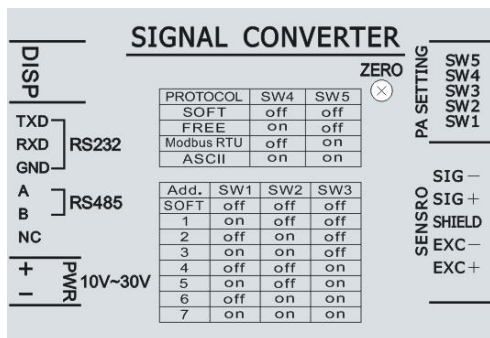 SIGNAL CONVERTER
DISP
ZERO
PROTOCOL SW4 SW5
SOFT off off
FREE on off
Modbus RTU off on
ASCII on on
Add. SW1 SW2 SW3
SOFT off off off
1 on off off
2 off on off
3 on on off
4 off off on
5 on off on
6 off on on
7 on on on
TXD
RXD
GND
RS232
A
B
RS485
NC
+
−
PWR
10V~30V
PA SETTING
SW5
SW4
SW3
SW2
SW1
SENSRO
SIG −
SIG +
SHIELD
EXC −
EXC +